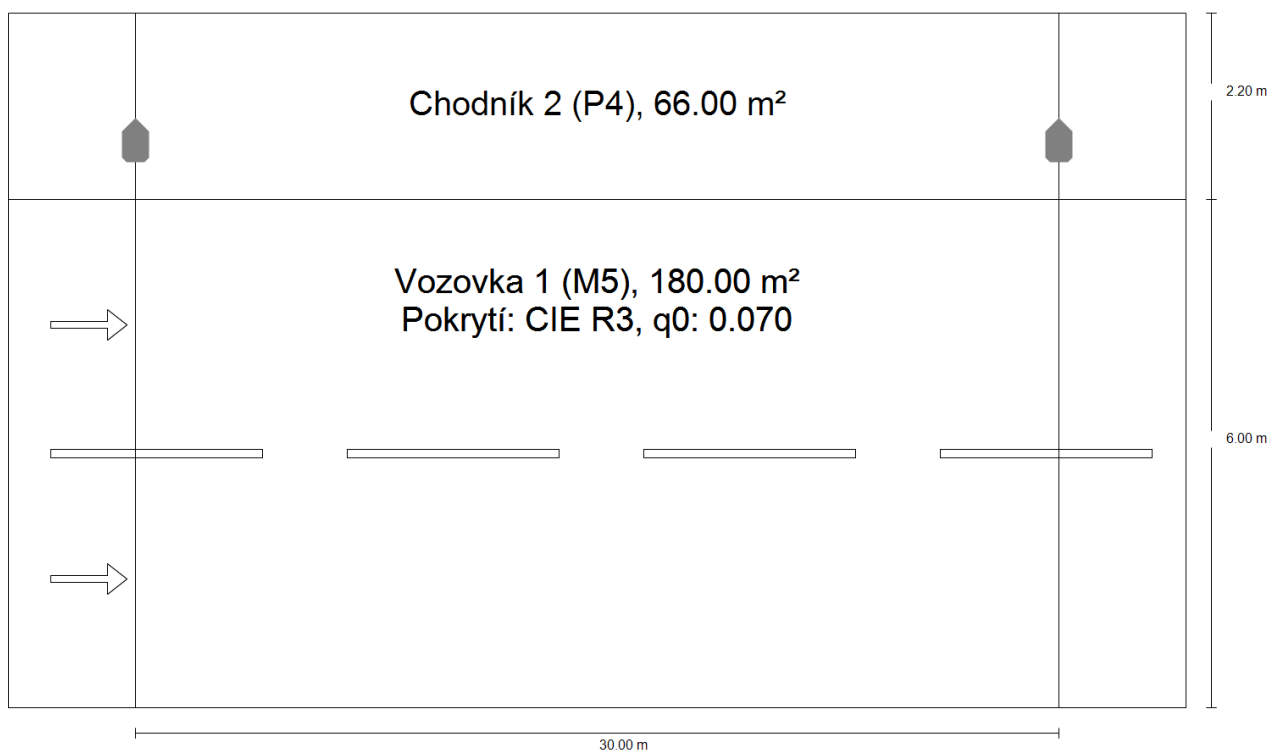 Chodník 2 (P4), 66.00 m²
2.20 m
Vozovka 1 (M5), 180.00 m²
Pokrytí: CIE R3, q0: 0.070
6.00 m
30.00 m